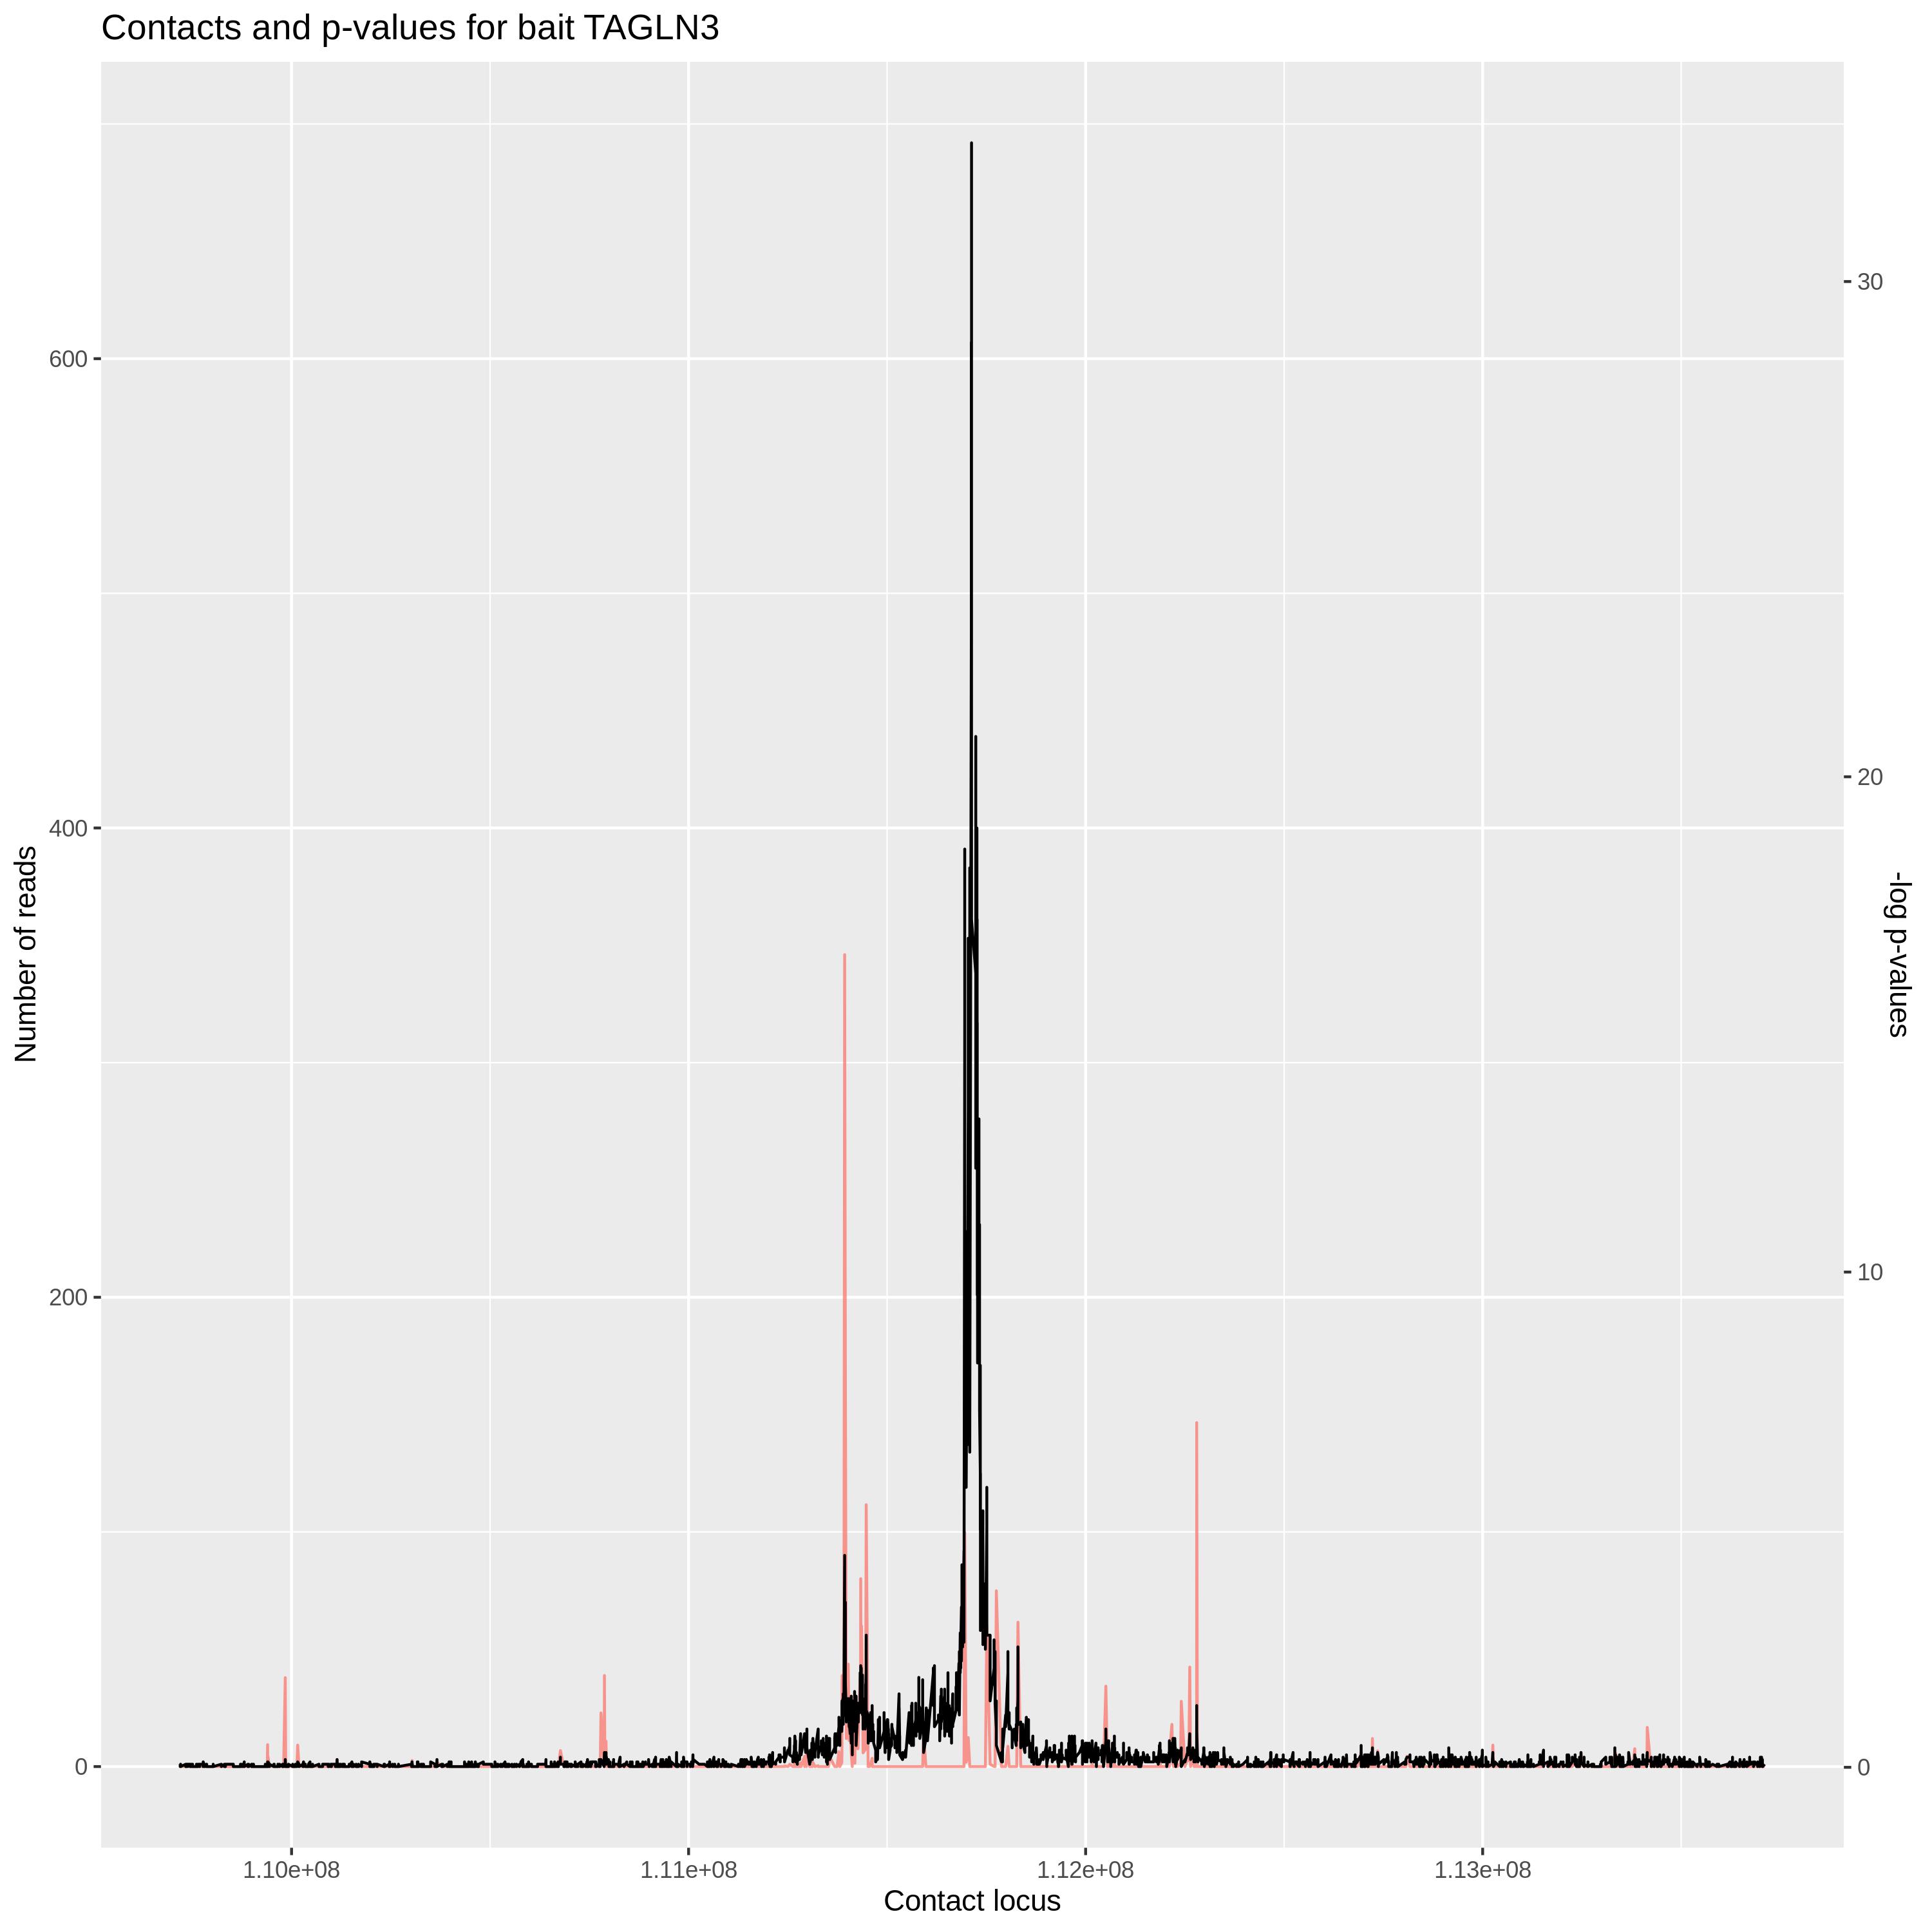 Contacts and p-values for bait TAGLN3
Number of reads
600
400
200
0
30
20
10
0
-log p-values
1.10e+08
1.11e+08
1.12e+08
1.13e+08
Contact locus